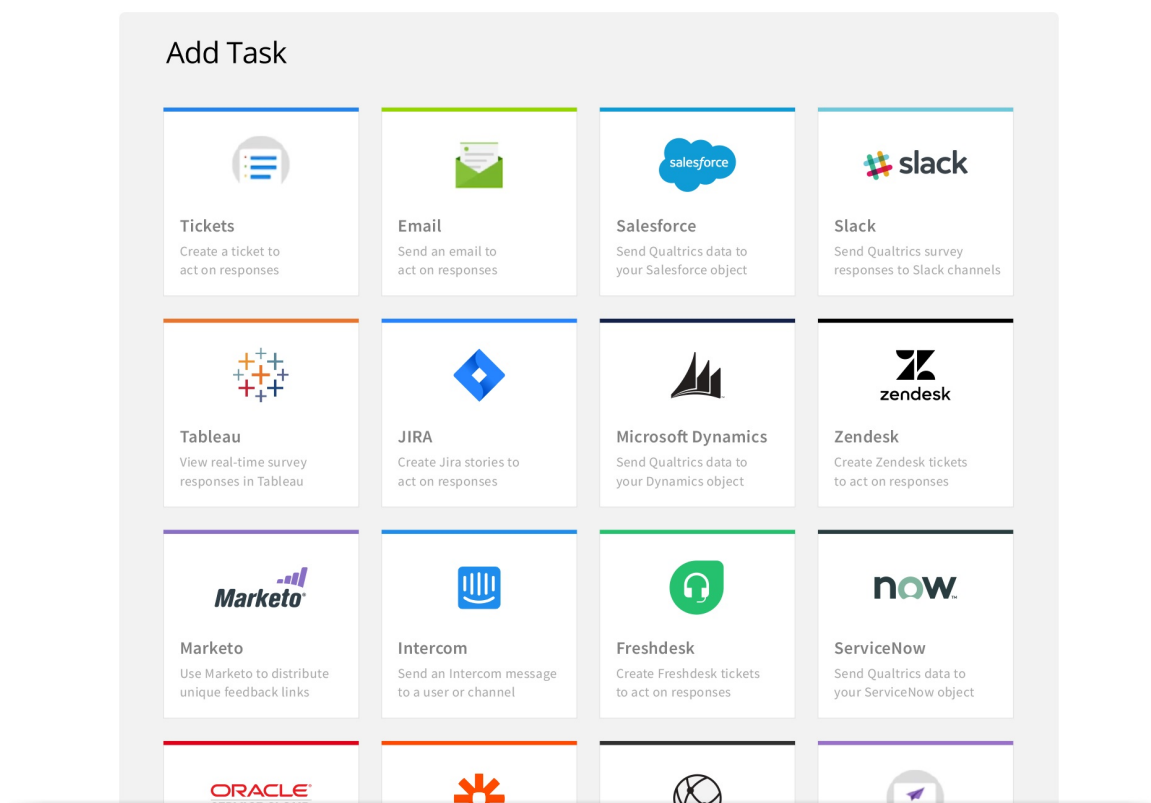 Add Task
salesforce
slack
Tickets
Email
Salesforce
Slack
Create a ticket to
act on responses
Send an email to
act on responses
Send Qualtrics data to
your Salesforce object
Send Qualtrics survey
responses to Slack channels
zendesk
Tableau
JIRA
Microsoft Dynamics
Zendesk
View real-time survey
responses in Tableau
Create Jira stories to
act on responses
Send Qualtrics data to
your Dynamics object
Create Zendesk tickets
to act on responses
Marketo
now
Marketo
Intercom
Freshdesk
ServiceNow
Use Marketo to distribute
unique feedback links
Send an Intercom message
to a user or channel
Create Freshdesk tickets
to act on responses
Send Qualtrics data to
your ServiceNow object
ORACLE